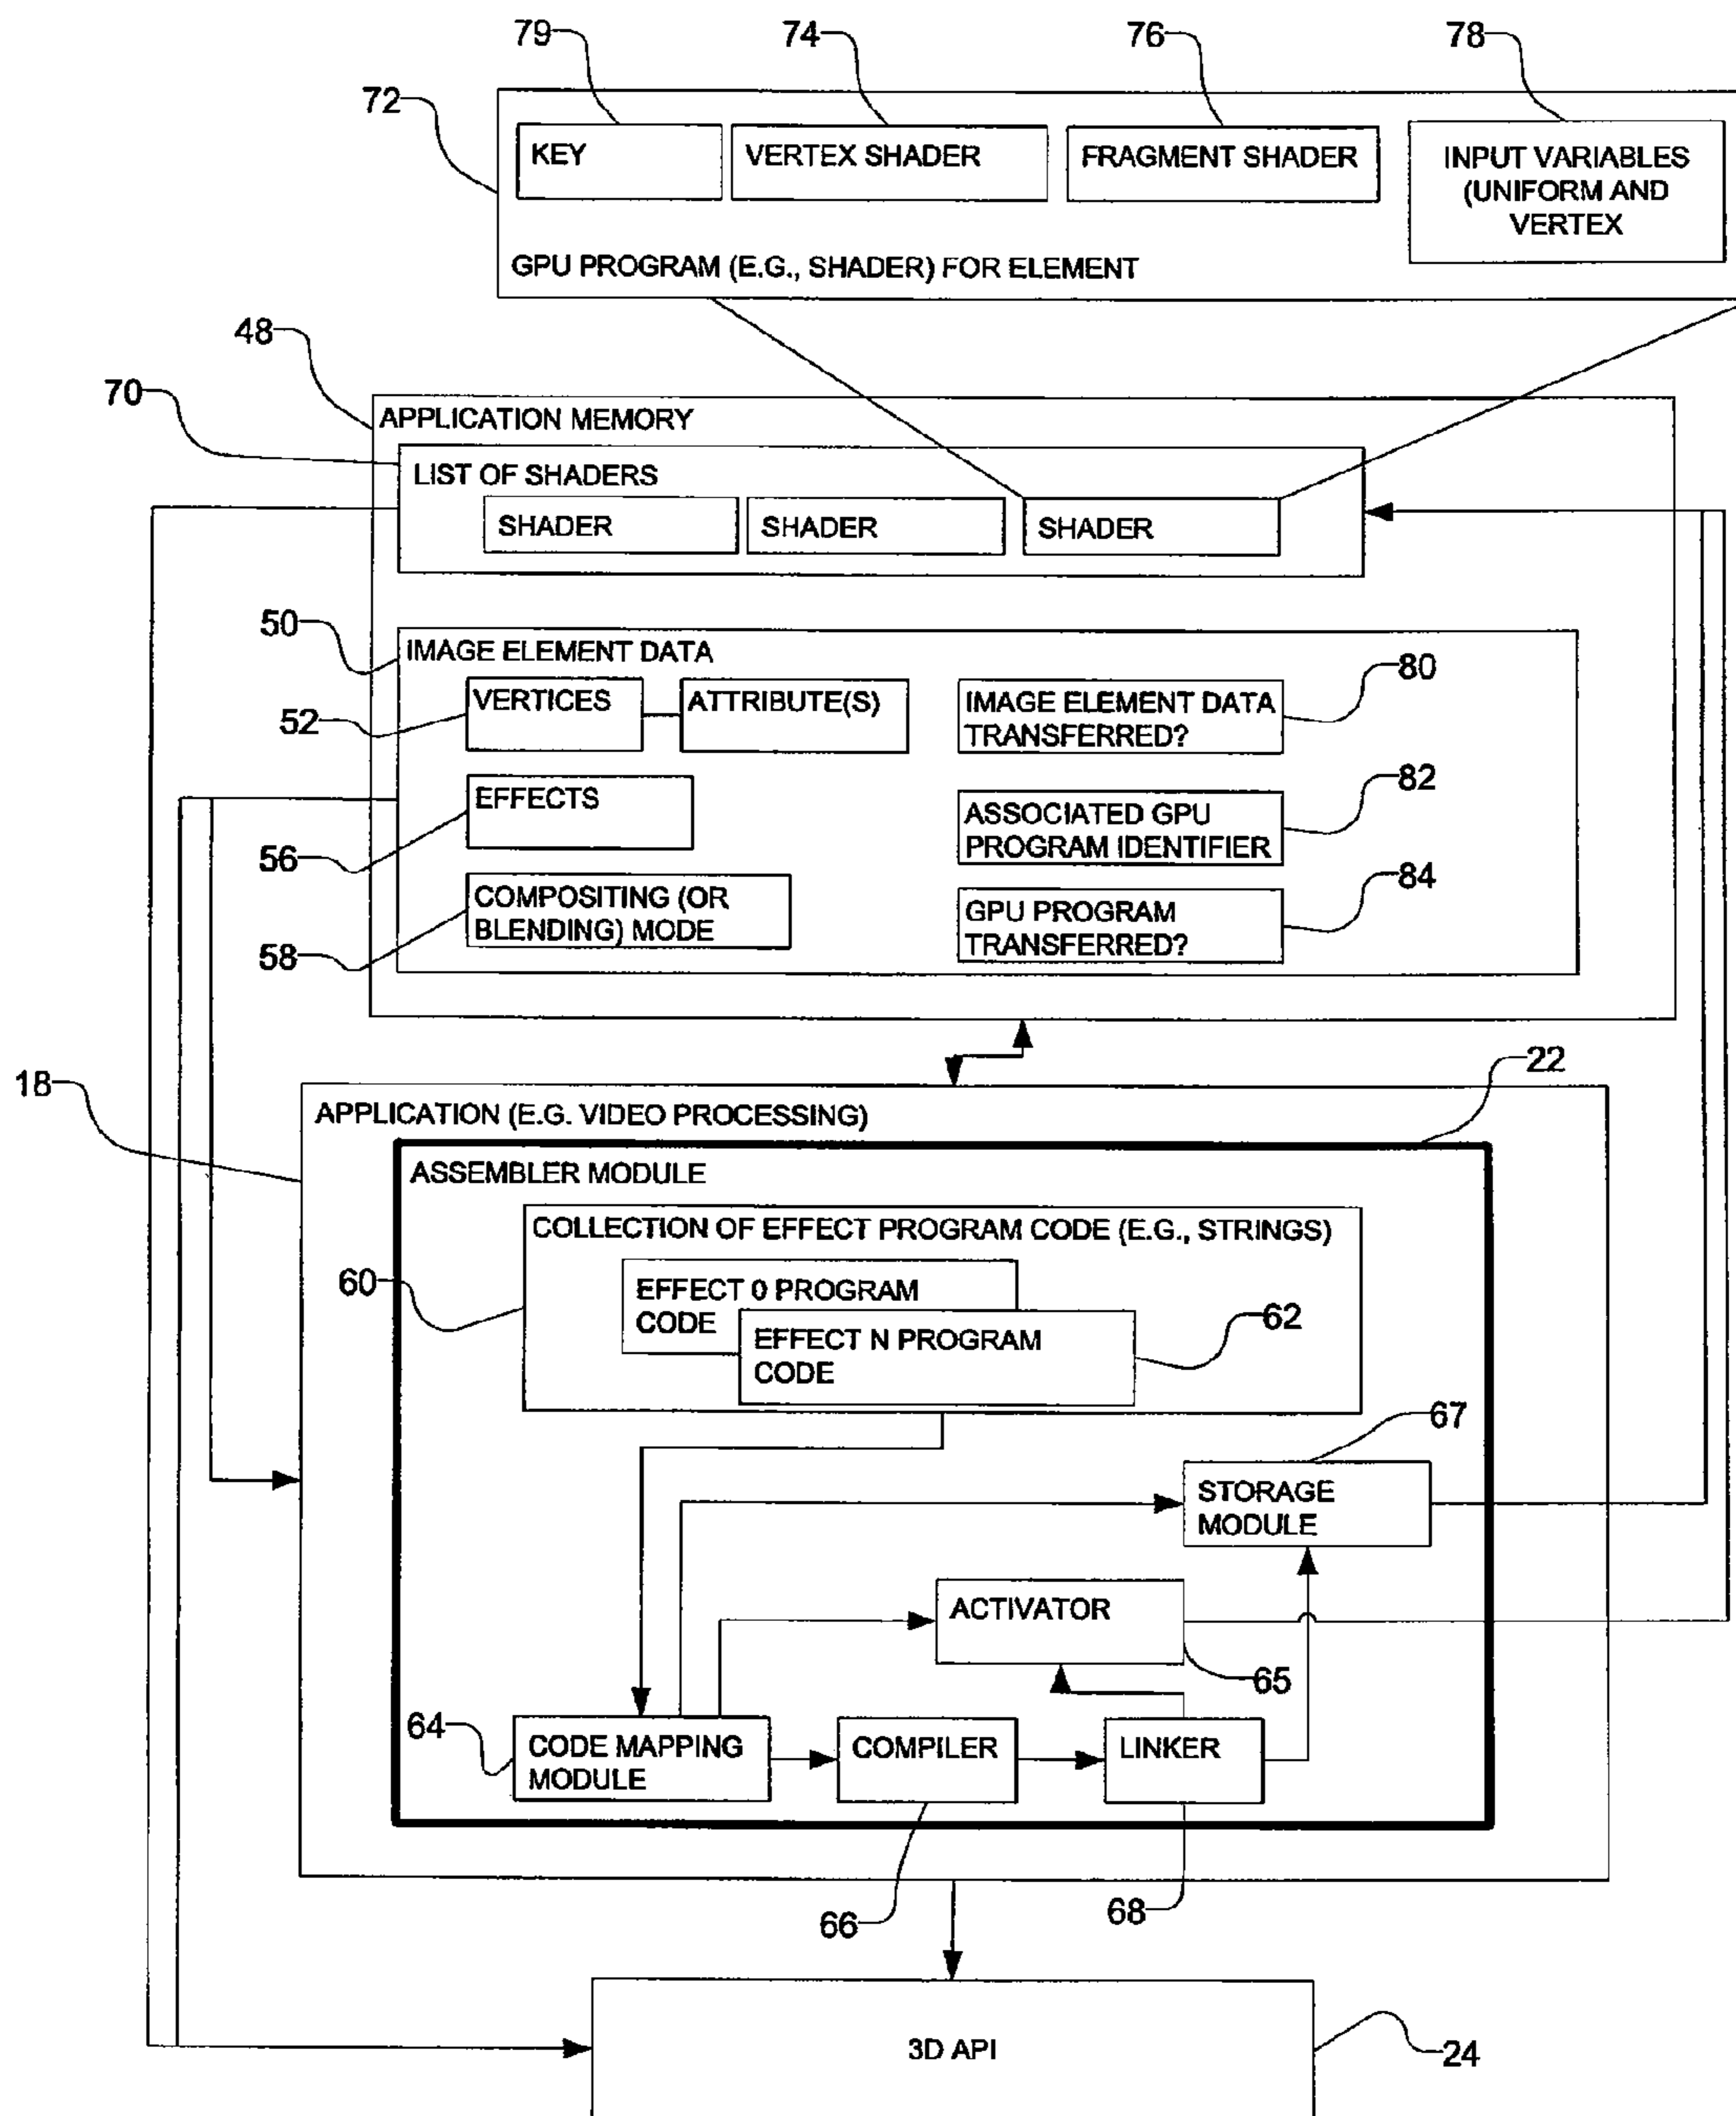 79
74
76
78
72
KEY
VERTEX SHADER
FRAGMENT SHADER
INPUT VARIABLES
(UNIFORM AND
VERTEX
GPU PROGRAM (E.G., SHADER) FOR ELEMENT
48
70
APPLICATION MEMORY
LIST OF SHADERS
SHADER
SHADER
SHADER
50
IMAGE ELEMENT DATA
52
VERTICES
ATTRIBUTE(S)
IMAGE ELEMENT DATA
TRANSFERRED?
80
56
EFFECTS
ASSOCIATED GPU
PROGRAM IDENTIFIER
82
58
COMPOSITING (OR
BLENDING) MODE
GPU PROGRAM
TRANSFERRED?
84
18
22
APPLICATION (E.G. VIDEO PROCESSING)
ASSEMBLER MODULE
COLLECTION OF EFFECT PROGRAM CODE (E.G., STRINGS)
60
EFFECT 0 PROGRAM
CODE
EFFECT N PROGRAM
CODE
62
67
STORAGE
MODULE
ACTIVATOR
65
64
CODE MAPPING
MODULE
COMPILER
LINKER
66
68
3D API
24